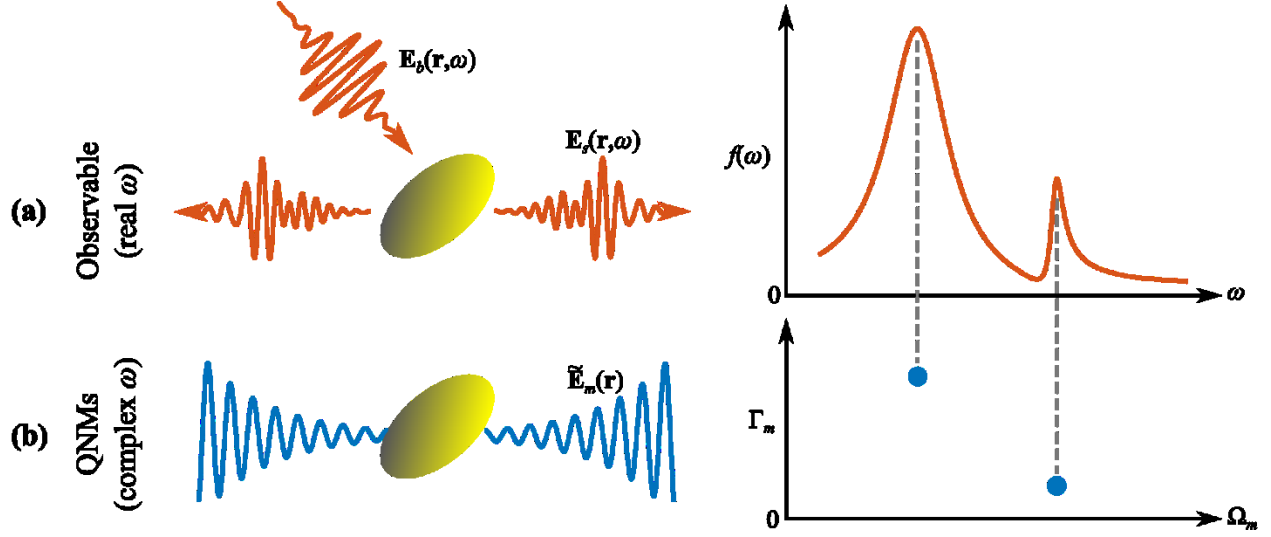 (a)
Observable
(real ω)
E_b(r,ω)
E_s(r,ω)
f(ω)
0
ω
(b)
QNMs
(complex ω)
Ẽ_m(r)
Γ_m
0
Ω_m